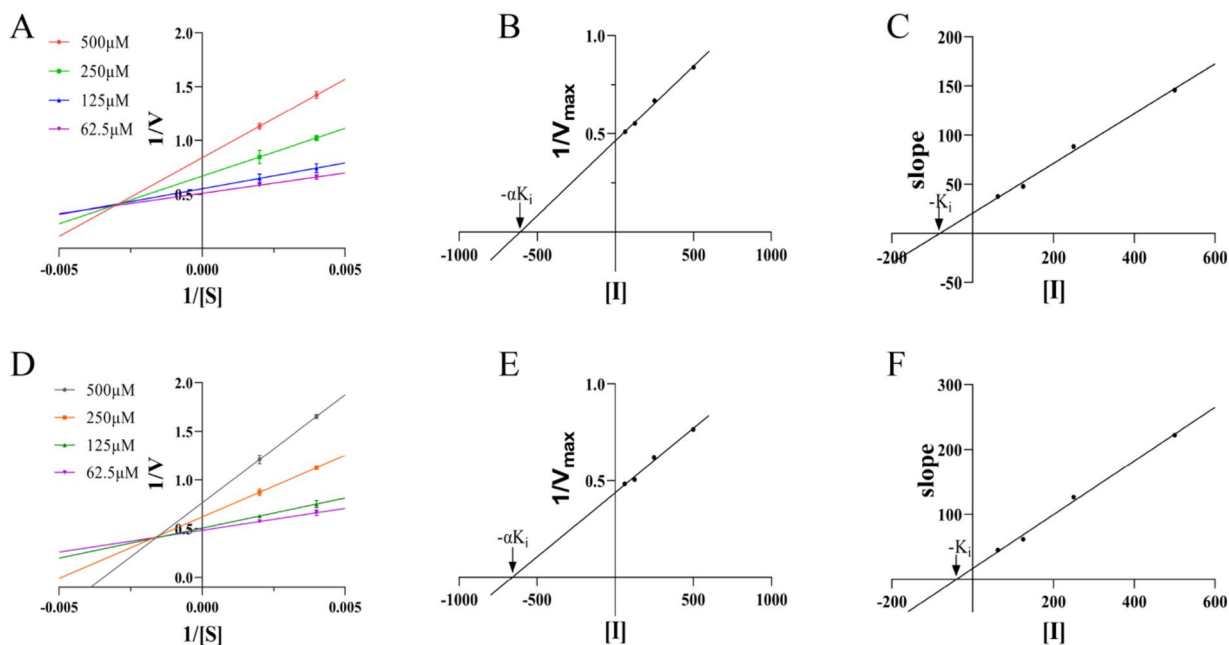 A
500μM
250μM
125μM
62.5μM
2.0
1.5
1.0
0.5
1/V
-0.005
0.000
0.005
1/[S]
B
1.0
0.5
1/Vmax
-αKi
-1000
-500
500
1000
[I]
C
200
150
100
50
-50
slope
-Ki
-200
200
400
600
[I]
D
500μM
250μM
125μM
62.5μM
2.0
1.5
1.0
0.5
0.0
1/V
-0.005
0.000
0.005
1/[S]
E
1.0
0.5
1/Vmax
-αKi
-1000
-500
500
1000
[I]
F
300
200
100
slope
-Ki
-200
200
400
600
[I]